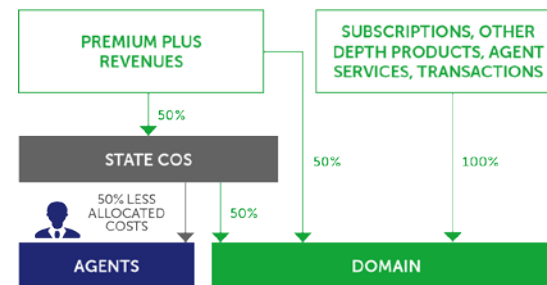 PREMIUM PLUS
REVENUES
SUBSCRIPTIONS, OTHER
DEPTH PRODUCTS, AGENT
SERVICES, TRANSACTIONS
50%
STATE COS
50% LESS
ALLOCATED
COSTS
50%
50%
100%
AGENTS
DOMAIN